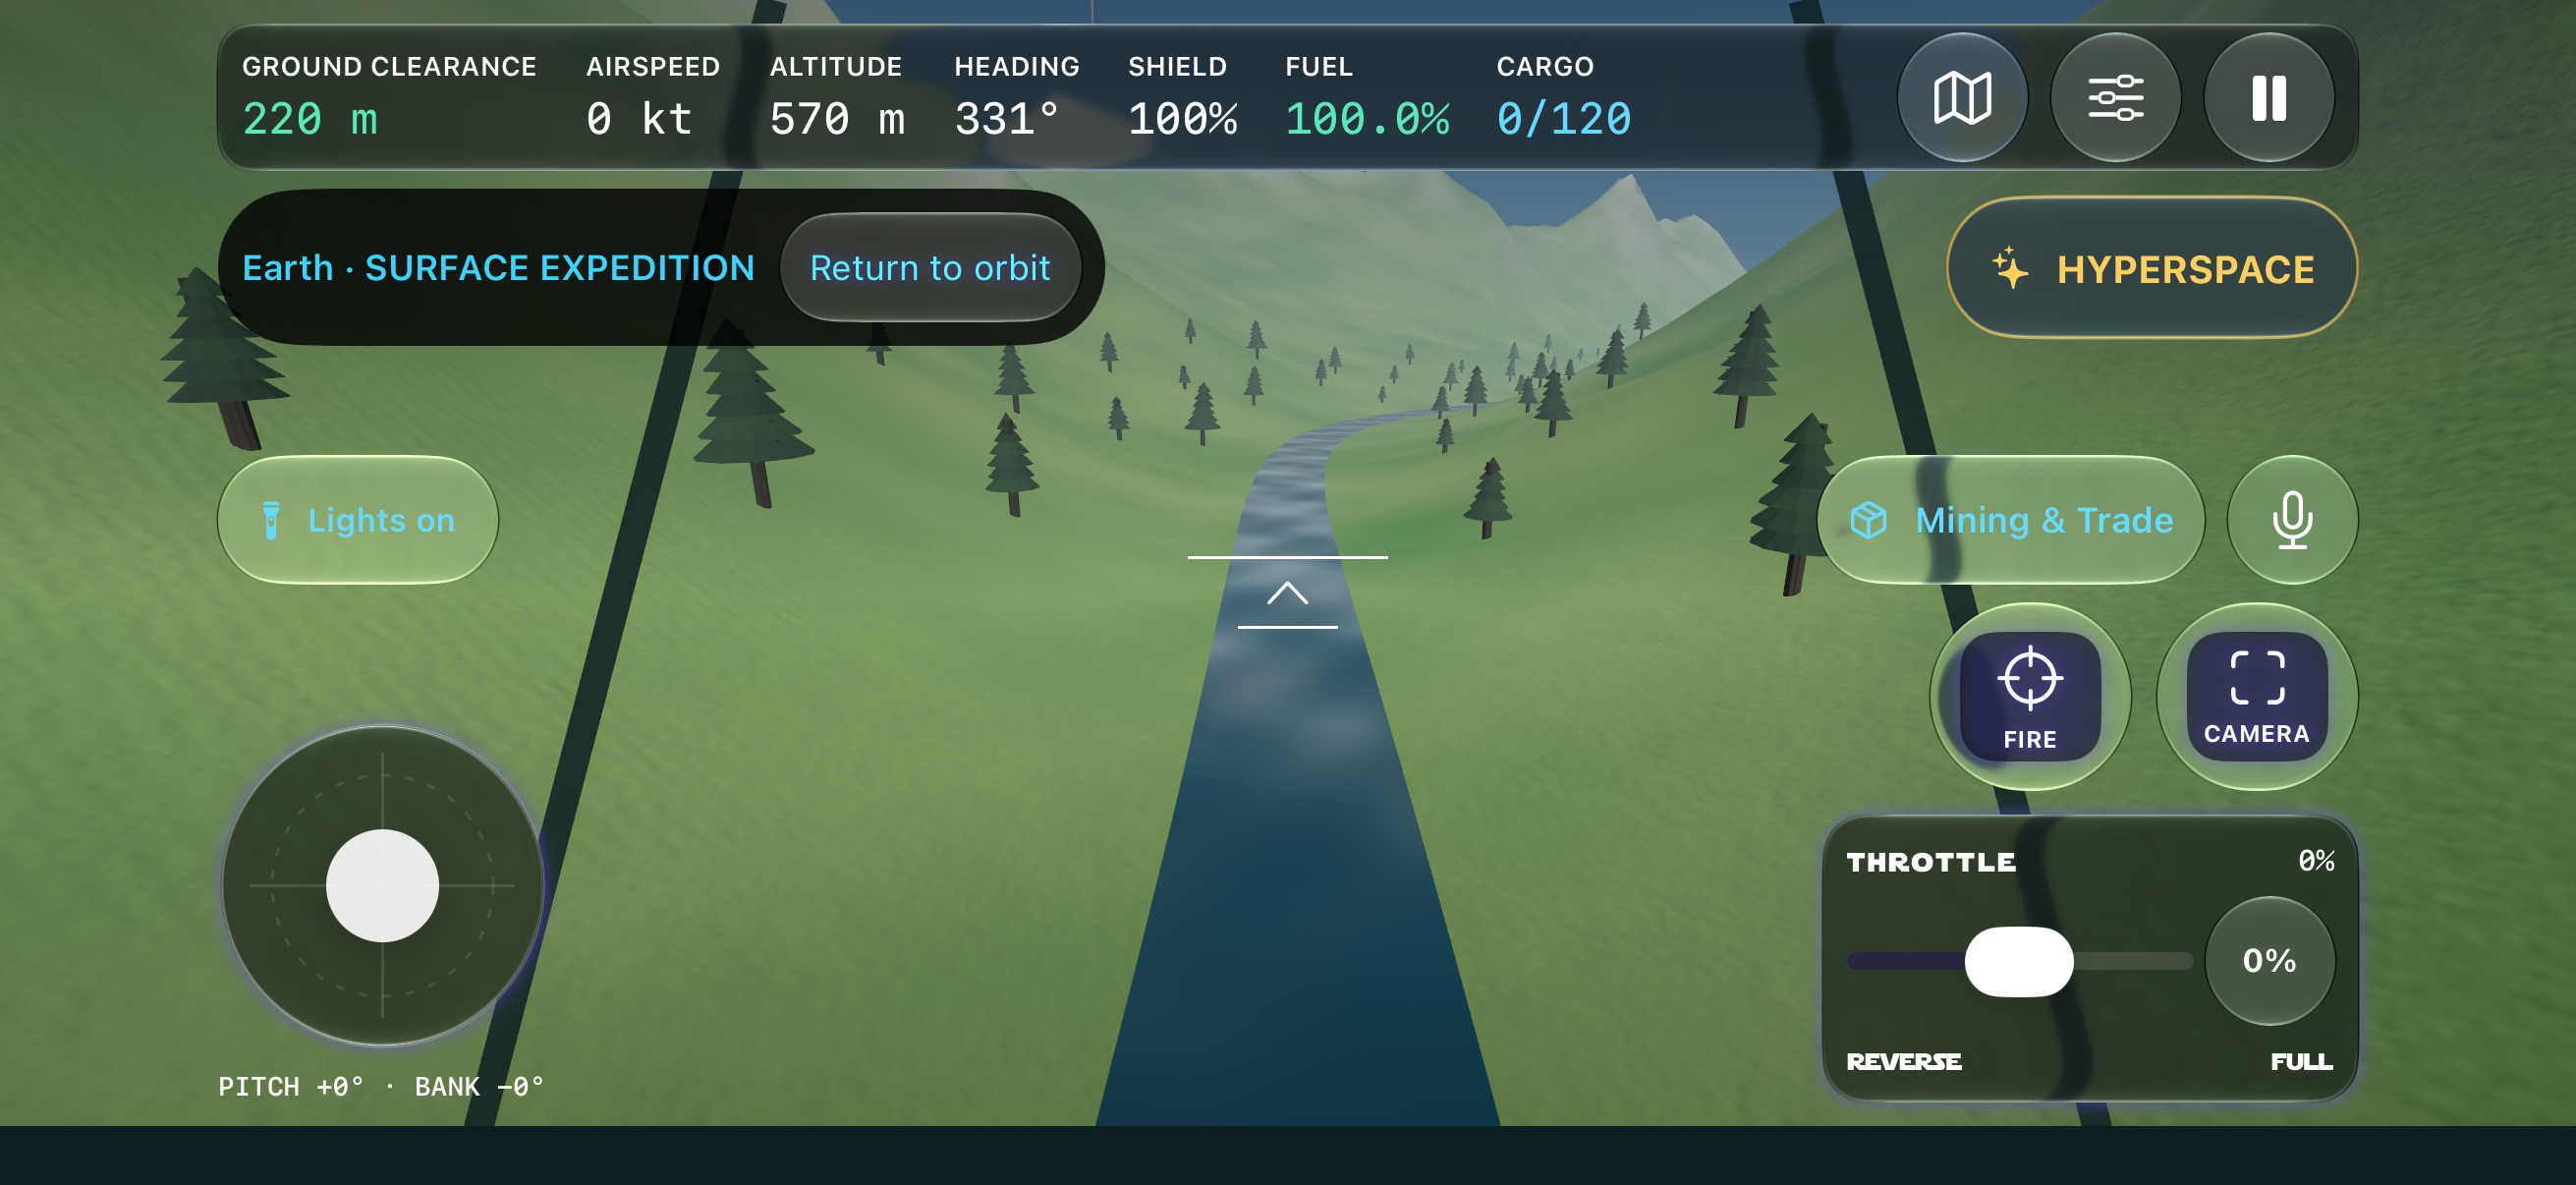 GROUND CLEARANCE AIRSPEED ALTITUDE HEADING SHIELD FUEL CARGO
220 m 0 kt 570 m 331° 100% 100.0% 0/120
Earth · SURFACE EXPEDITION Return to orbit
HYPERSPACE
Lights on
Mining & Trade
FIRE
CAMERA
THROTTLE 0%
0%
REVERSE FULL
PITCH +0° · BANK −0°